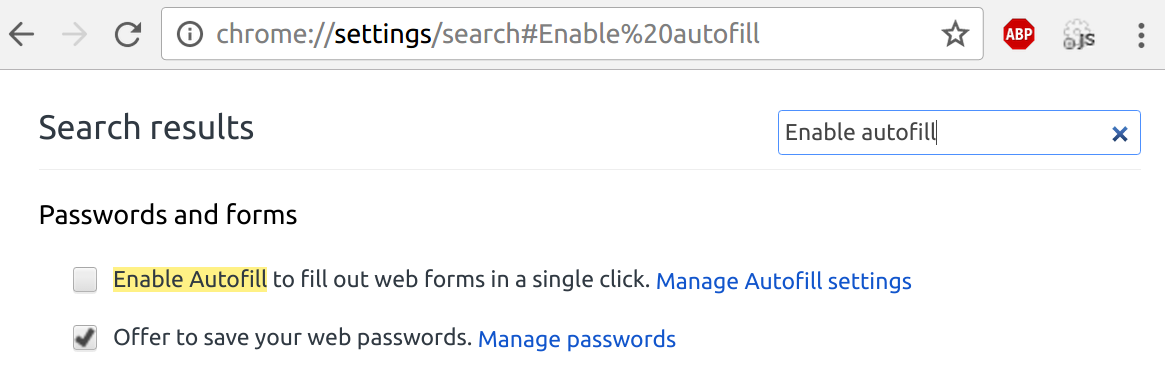 chrome://settings/search#Enable%20autofill
ABP
JS
Search results
Enable autofill
Passwords and forms
Enable Autofill to fill out web forms in a single click. Manage Autofill settings
Offer to save your web passwords. Manage passwords